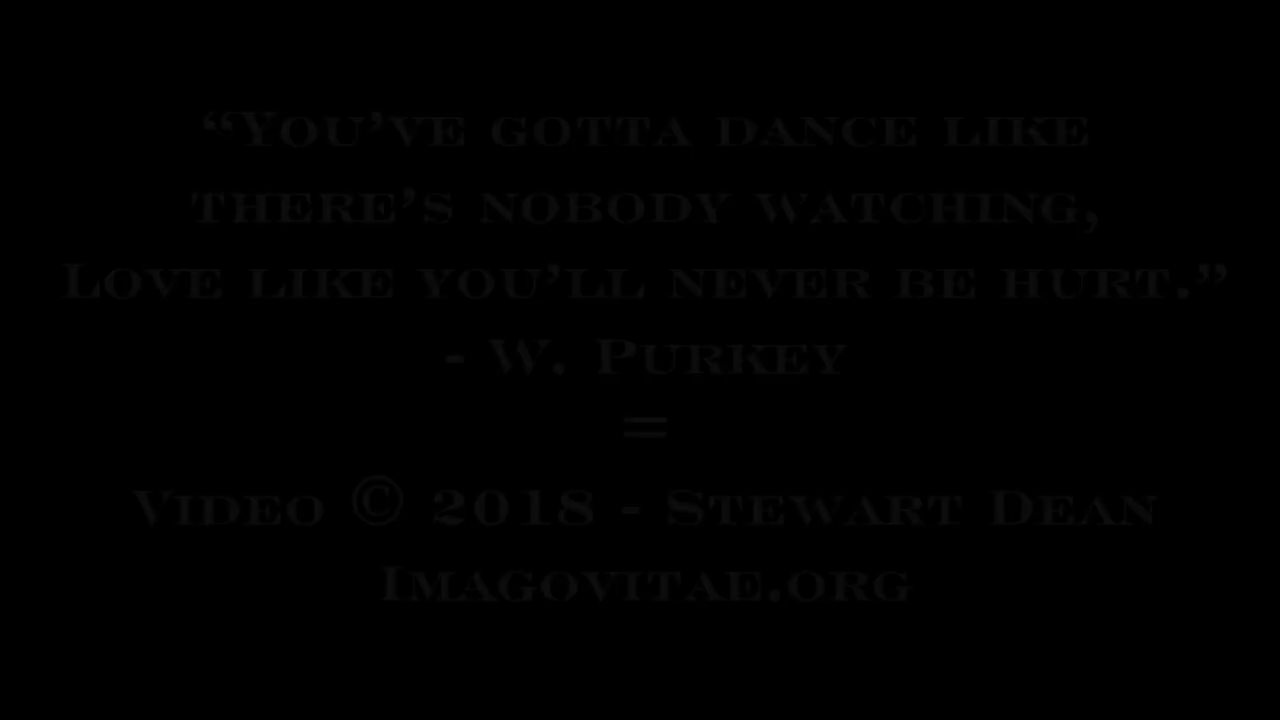 “You’ve gotta dance like
there’s nobody watching,
Love like you’ll never be hurt.”
- W. Purkey
=
Video © 2018 - Stewart Dean
Imagovitae.org